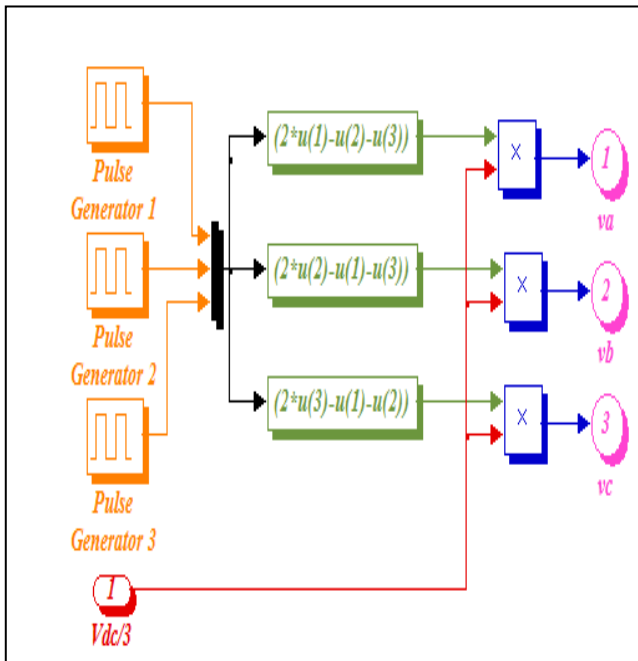 Pulse
Generator 1
Pulse
Generator 2
Pulse
Generator 3
1
Vdc/3
(2*u(1)-u(2)-u(3))
(2*u(2)-u(1)-u(3))
(2*u(3)-u(1)-u(2))
×
×
×
1
va
2
vb
3
vc